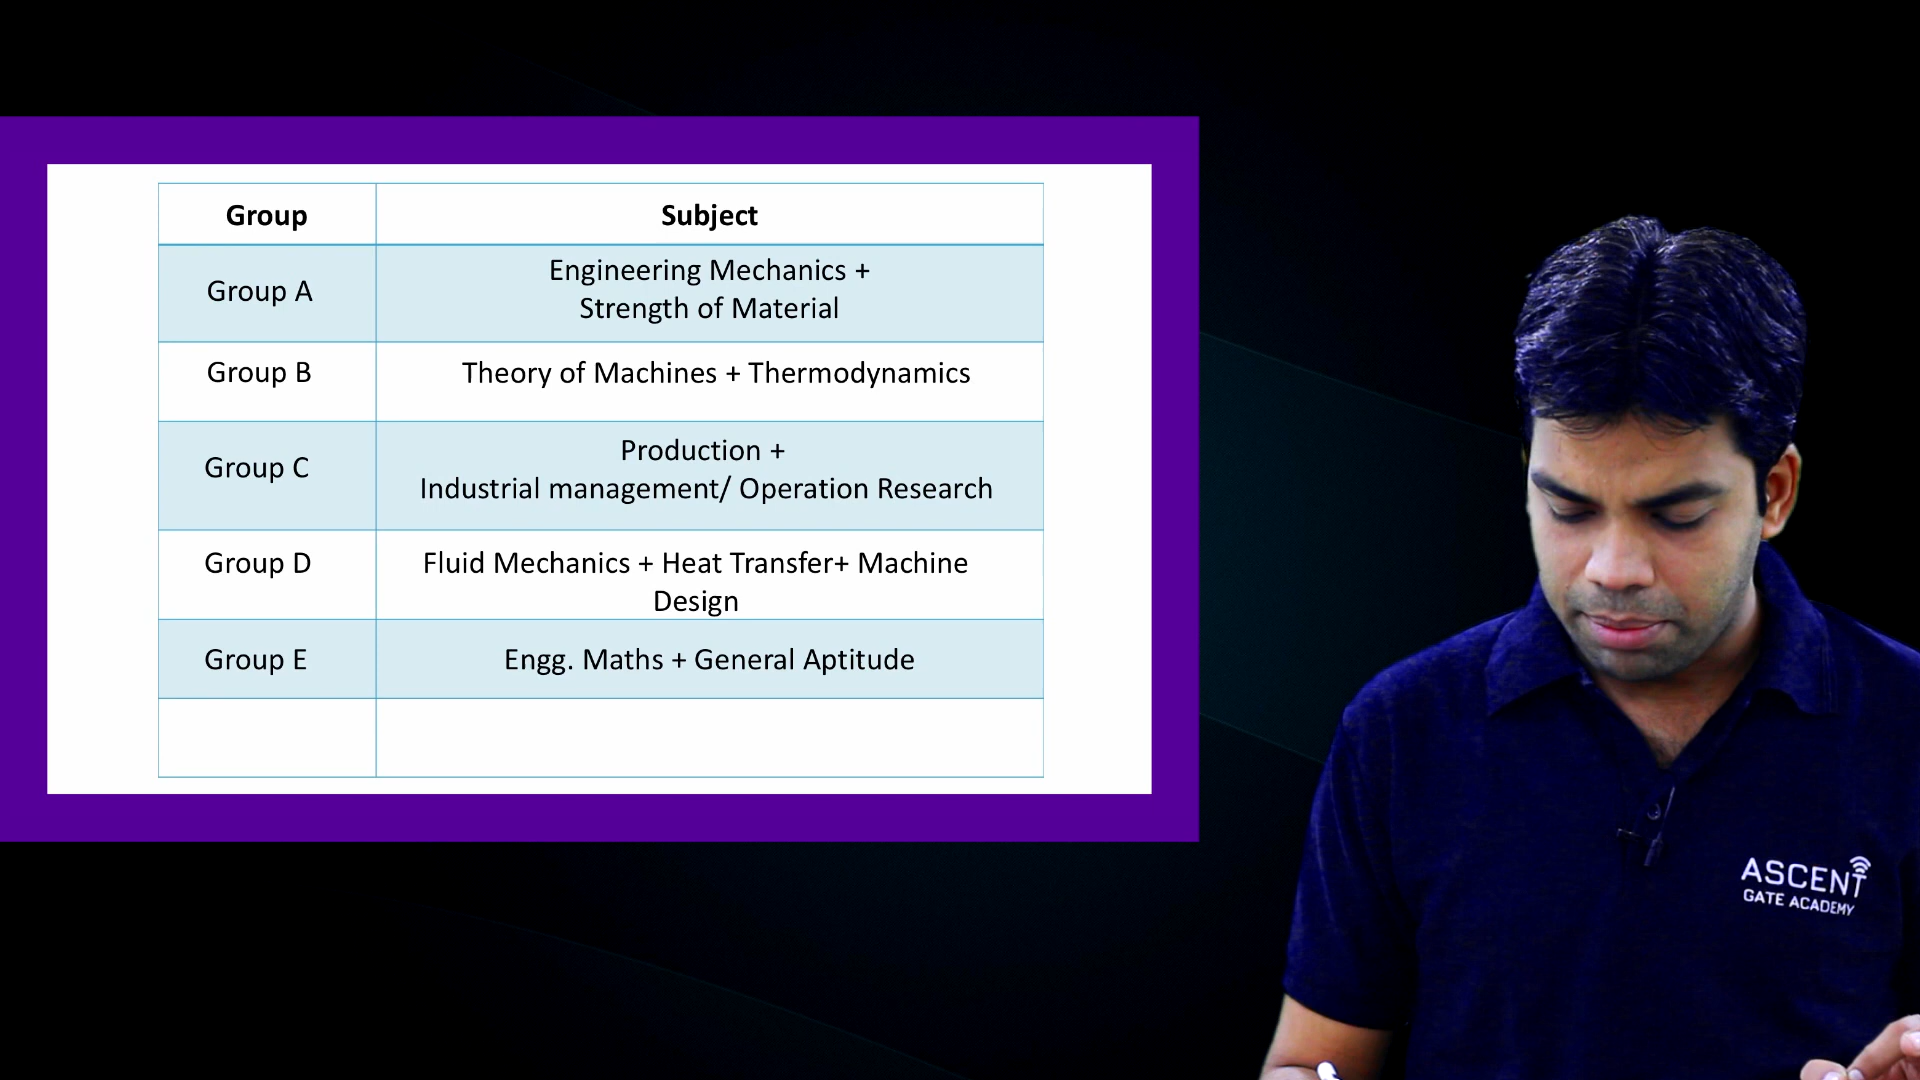 Group
Subject
Group A
Engineering Mechanics +
Strength of Material
Group B
Theory of Machines + Thermodynamics
Group C
Production +
Industrial management/ Operation Research
Group D
Fluid Mechanics + Heat Transfer+ Machine
Design
Group E
Engg. Maths + General Aptitude
ASCENT
GATE ACADEMY